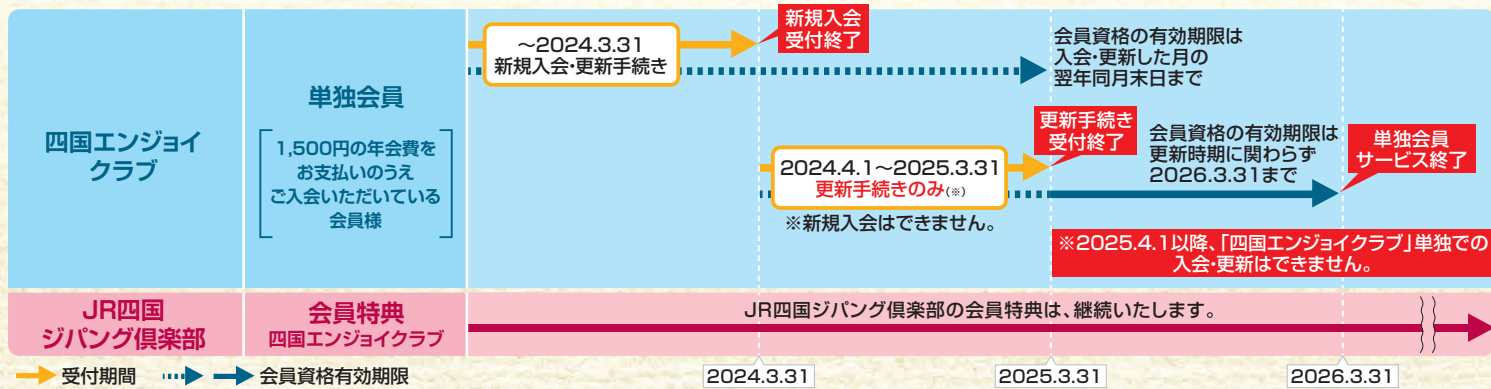 四国エンジョイ
クラブ
単独会員
1,500円の年会費を
お支払いのうえ
ご入会いただいている
会員様
～2024.3.31
新規入会・更新手続き
新規入会
受付終了
会員資格の有効期限は
入会・更新した月の
翌年同月末日まで
2024.4.1～2025.3.31
更新手続きのみ(※)
※新規入会はできません。
更新手続き
受付終了
会員資格の有効期限は
更新時期に関わらず
2026.3.31まで
単独会員
サービス終了
※2025.4.1以降、「四国エンジョイクラブ」単独での
入会・更新はできません。
JR四国
ジパング倶楽部
会員特典
四国エンジョイクラブ
JR四国ジパング倶楽部の会員特典は、継続いたします。
受付期間 会員資格有効期限
2024.3.31 2025.3.31 2026.3.31